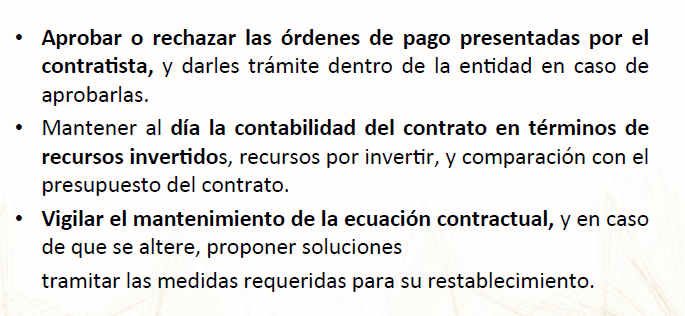 • Aprobar o rechazar las órdenes de pago presentadas por el
contratista, y darles trámite dentro de la entidad en caso de
aprobarlas.
• Mantener al día la contabilidad del contrato en términos de
recursos invertidos, recursos por invertir, y comparación con el
presupuesto del contrato.
• Vigilar el mantenimiento de la ecuación contractual, y en caso
de que se altere, proponer soluciones
tramitar las medidas requeridas para su restablecimiento.